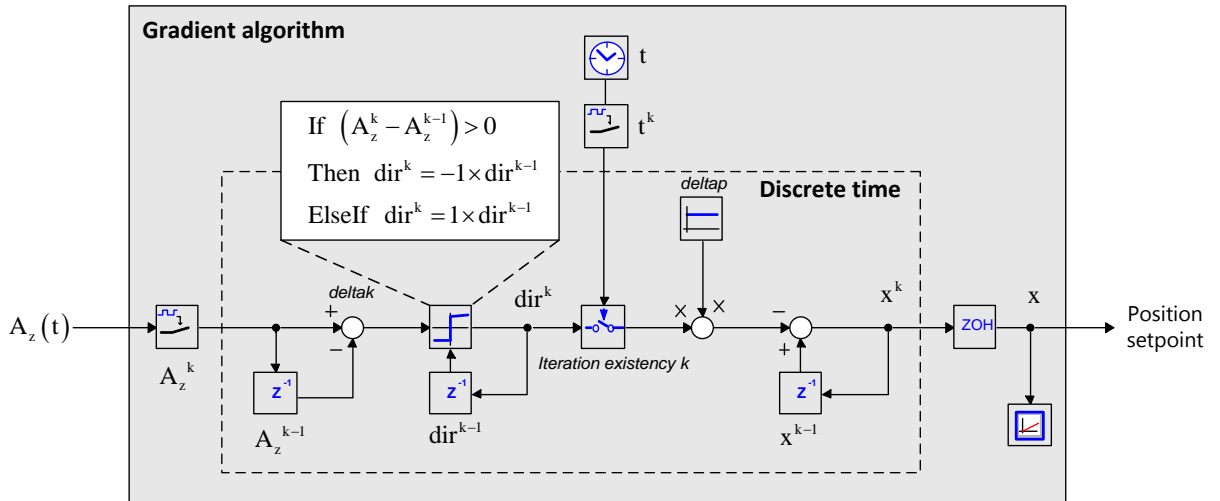 Gradient algorithm
t
t^k
If (A_z^k − A_z^{k−1}) > 0
Then dir^k = −1 × dir^{k−1}
ElseIf dir^k = 1 × dir^{k−1}
deltap
Discrete time
A_z(t)
A_z^k
deltak
+
−
dir^k
Iteration existency k
×
×
−
+
x^k
ZOH
x
Position
setpoint
Z^-1
A_z^{k−1}
Z^-1
dir^{k−1}
Z^-1
x^{k−1}